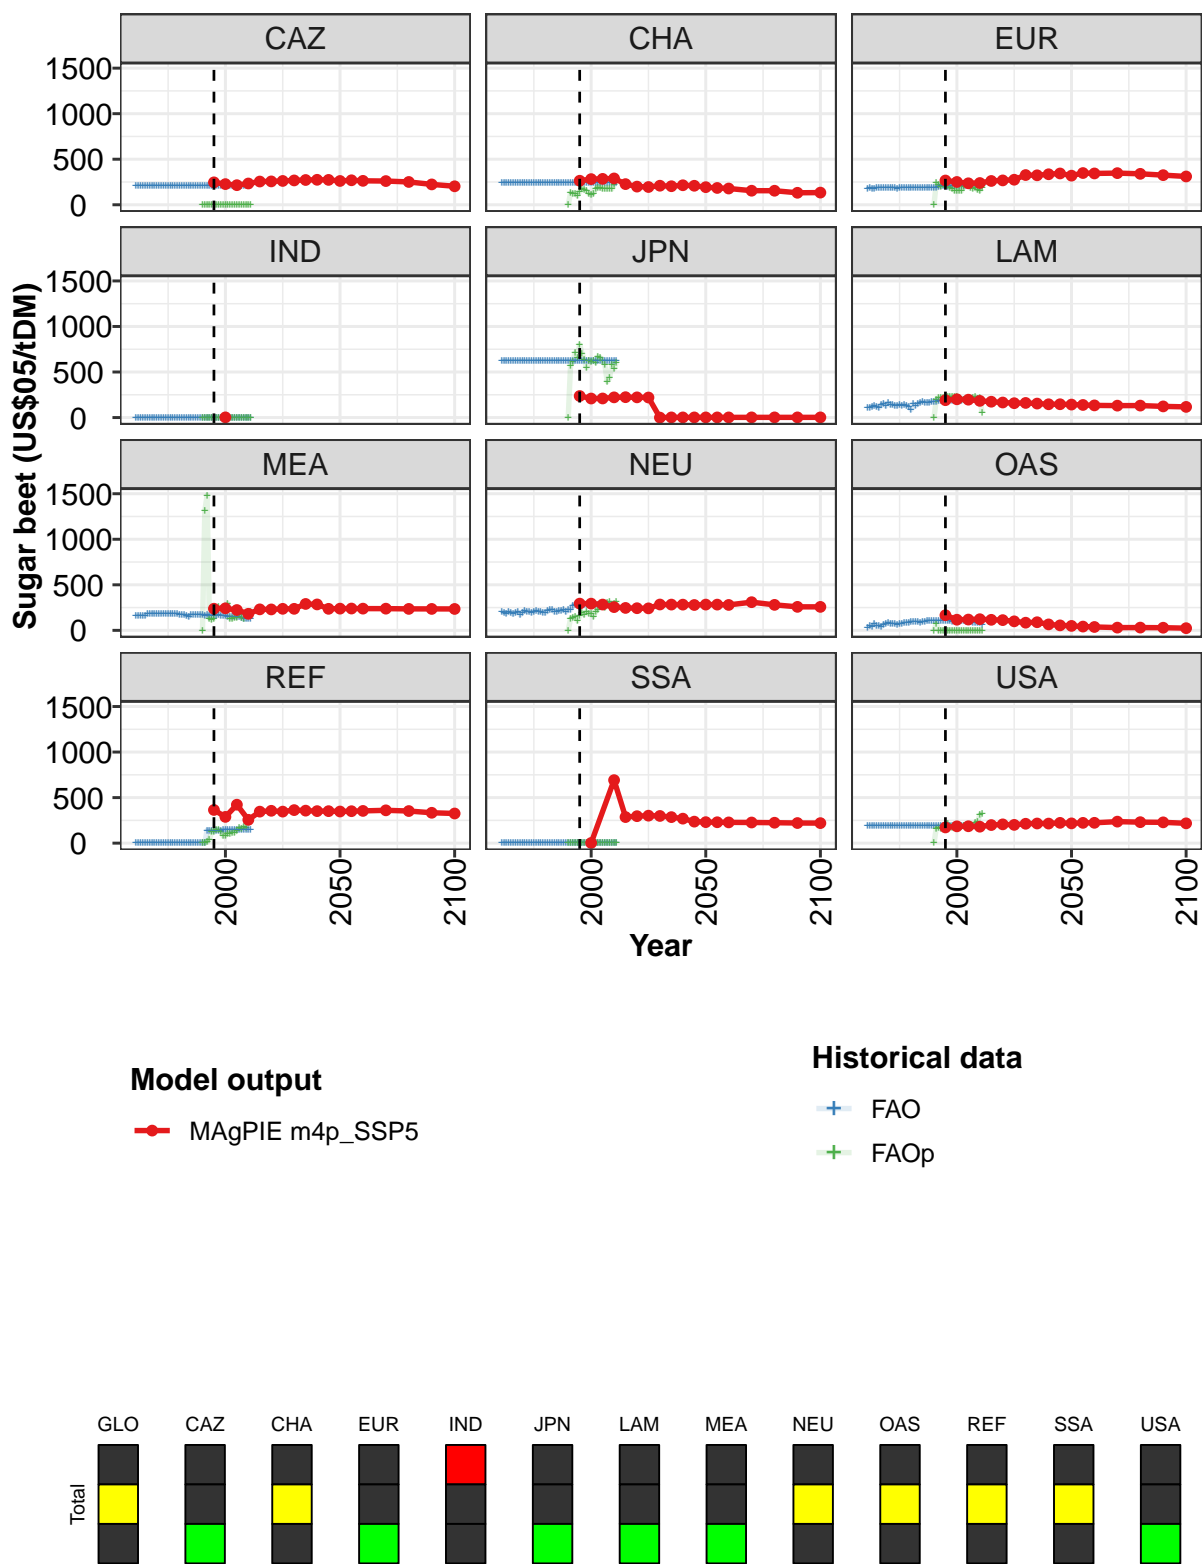 CAZ CHA EUR
1500
1000
500
0
IND JPN LAM
1500
1000
500
0
MEA NEU OAS
1500
1000
500
0
REF SSA USA
1500
1000
500
0
Sugar beet (US$05/tDM)
2000 2050 2100 2000 2050 2100 2000 2050 2100
Year
Model output
MAgPIE m4p_SSP5
Historical data
FAO
FAOp
GLO CAZ CHA EUR IND JPN LAM MEA NEU OAS REF SSA USA
Total